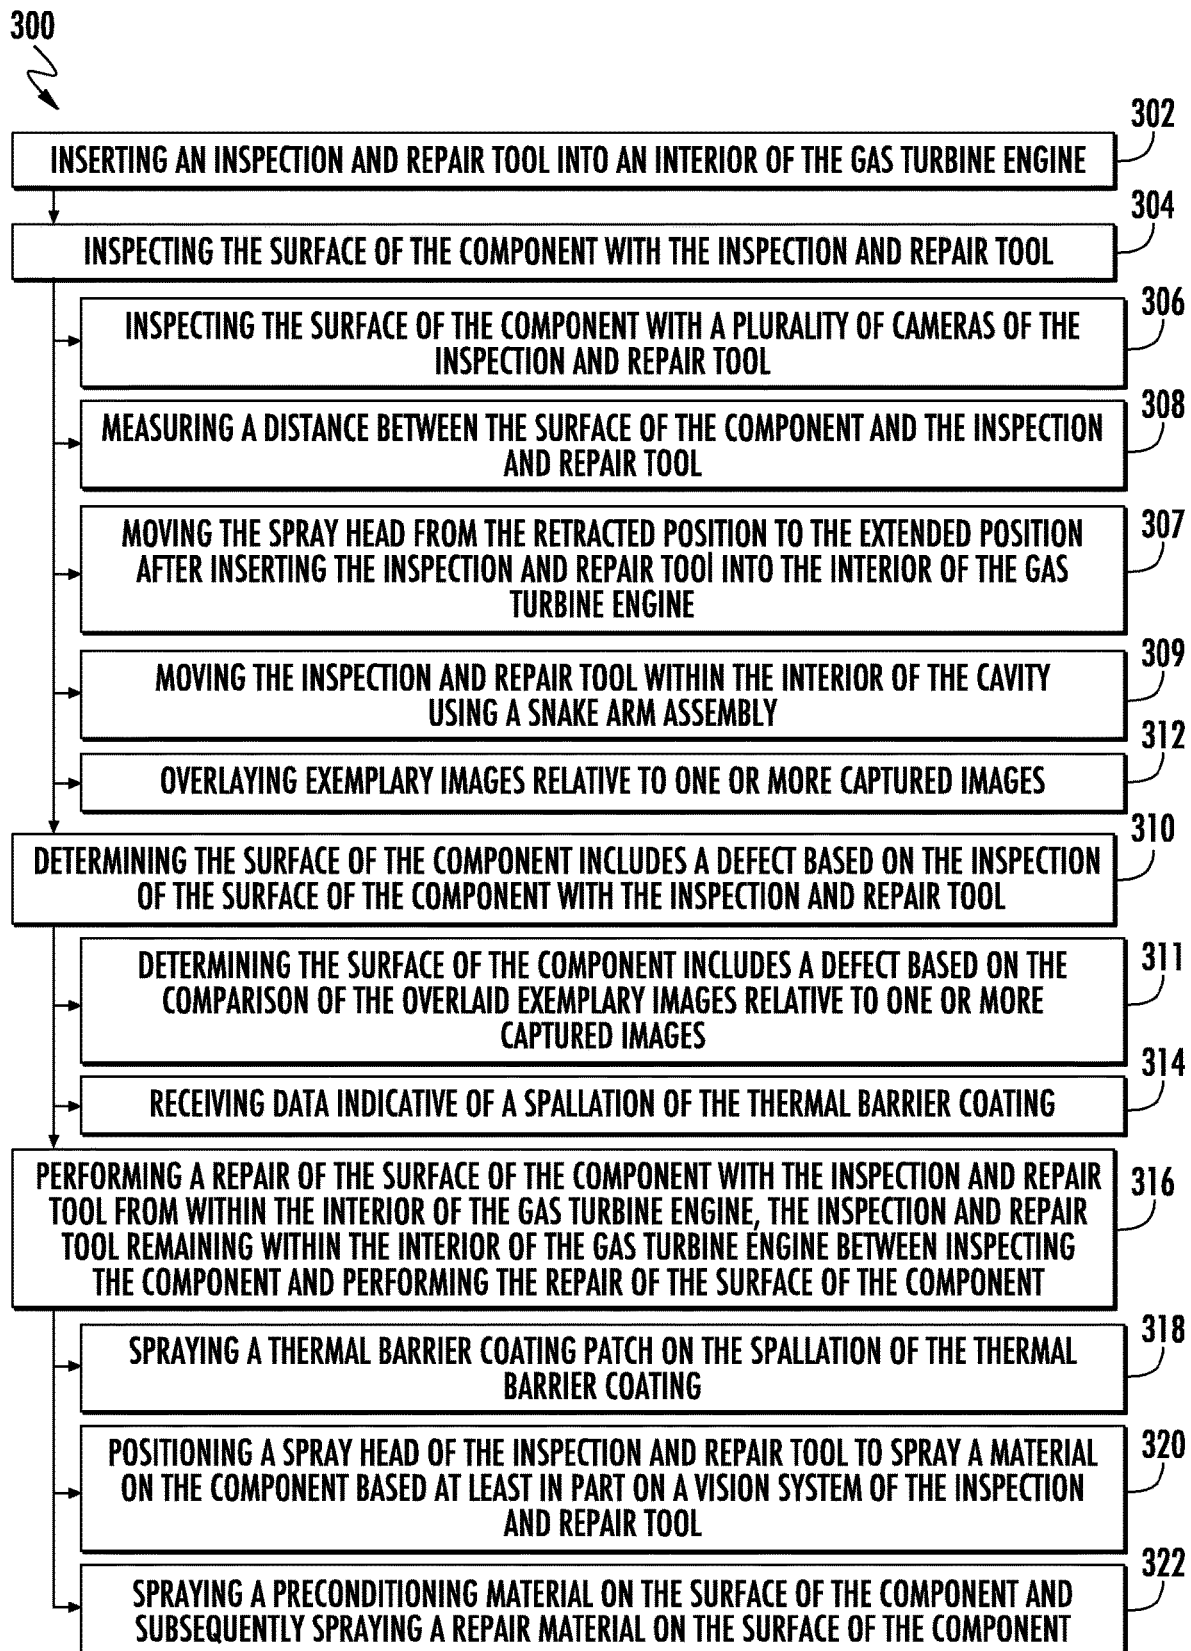 300
302
INSERTING AN INSPECTION AND REPAIR TOOL INTO AN INTERIOR OF THE GAS TURBINE ENGINE
304
INSPECTING THE SURFACE OF THE COMPONENT WITH THE INSPECTION AND REPAIR TOOL
306
INSPECTING THE SURFACE OF THE COMPONENT WITH A PLURALITY OF CAMERAS OF THE
INSPECTION AND REPAIR TOOL
308
MEASURING A DISTANCE BETWEEN THE SURFACE OF THE COMPONENT AND THE INSPECTION
AND REPAIR TOOL
307
MOVING THE SPRAY HEAD FROM THE RETRACTED POSITION TO THE EXTENDED POSITION
AFTER INSERTING THE INSPECTION AND REPAIR TOOl INTO THE INTERIOR OF THE GAS
TURBINE ENGINE
309
MOVING THE INSPECTION AND REPAIR TOOL WITHIN THE INTERIOR OF THE CAVITY
USING A SNAKE ARM ASSEMBLY
312
OVERLAYING EXEMPLARY IMAGES RELATIVE TO ONE OR MORE CAPTURED IMAGES
310
DETERMINING THE SURFACE OF THE COMPONENT INCLUDES A DEFECT BASED ON THE INSPECTION
OF THE SURFACE OF THE COMPONENT WITH THE INSPECTION AND REPAIR TOOL
311
DETERMINING THE SURFACE OF THE COMPONENT INCLUDES A DEFECT BASED ON THE
COMPARISON OF THE OVERLAID EXEMPLARY IMAGES RELATIVE TO ONE OR MORE
CAPTURED IMAGES
314
RECEIVING DATA INDICATIVE OF A SPALLATION OF THE THERMAL BARRIER COATING
316
PERFORMING A REPAIR OF THE SURFACE OF THE COMPONENT WITH THE INSPECTION AND REPAIR
TOOL FROM WITHIN THE INTERIOR OF THE GAS TURBINE ENGINE, THE INSPECTION AND REPAIR
TOOL REMAINING WITHIN THE INTERIOR OF THE GAS TURBINE ENGINE BETWEEN INSPECTING
THE COMPONENT AND PERFORMING THE REPAIR OF THE SURFACE OF THE COMPONENT
318
SPRAYING A THERMAL BARRIER COATING PATCH ON THE SPALLATION OF THE THERMAL
BARRIER COATING
320
POSITIONING A SPRAY HEAD OF THE INSPECTION AND REPAIR TOOL TO SPRAY A MATERIAL
ON THE COMPONENT BASED AT LEAST IN PART ON A VISION SYSTEM OF THE INSPECTION
AND REPAIR TOOL
322
SPRAYING A PRECONDITIONING MATERIAL ON THE SURFACE OF THE COMPONENT AND
SUBSEQUENTLY SPRAYING A REPAIR MATERIAL ON THE SURFACE OF THE COMPONENT